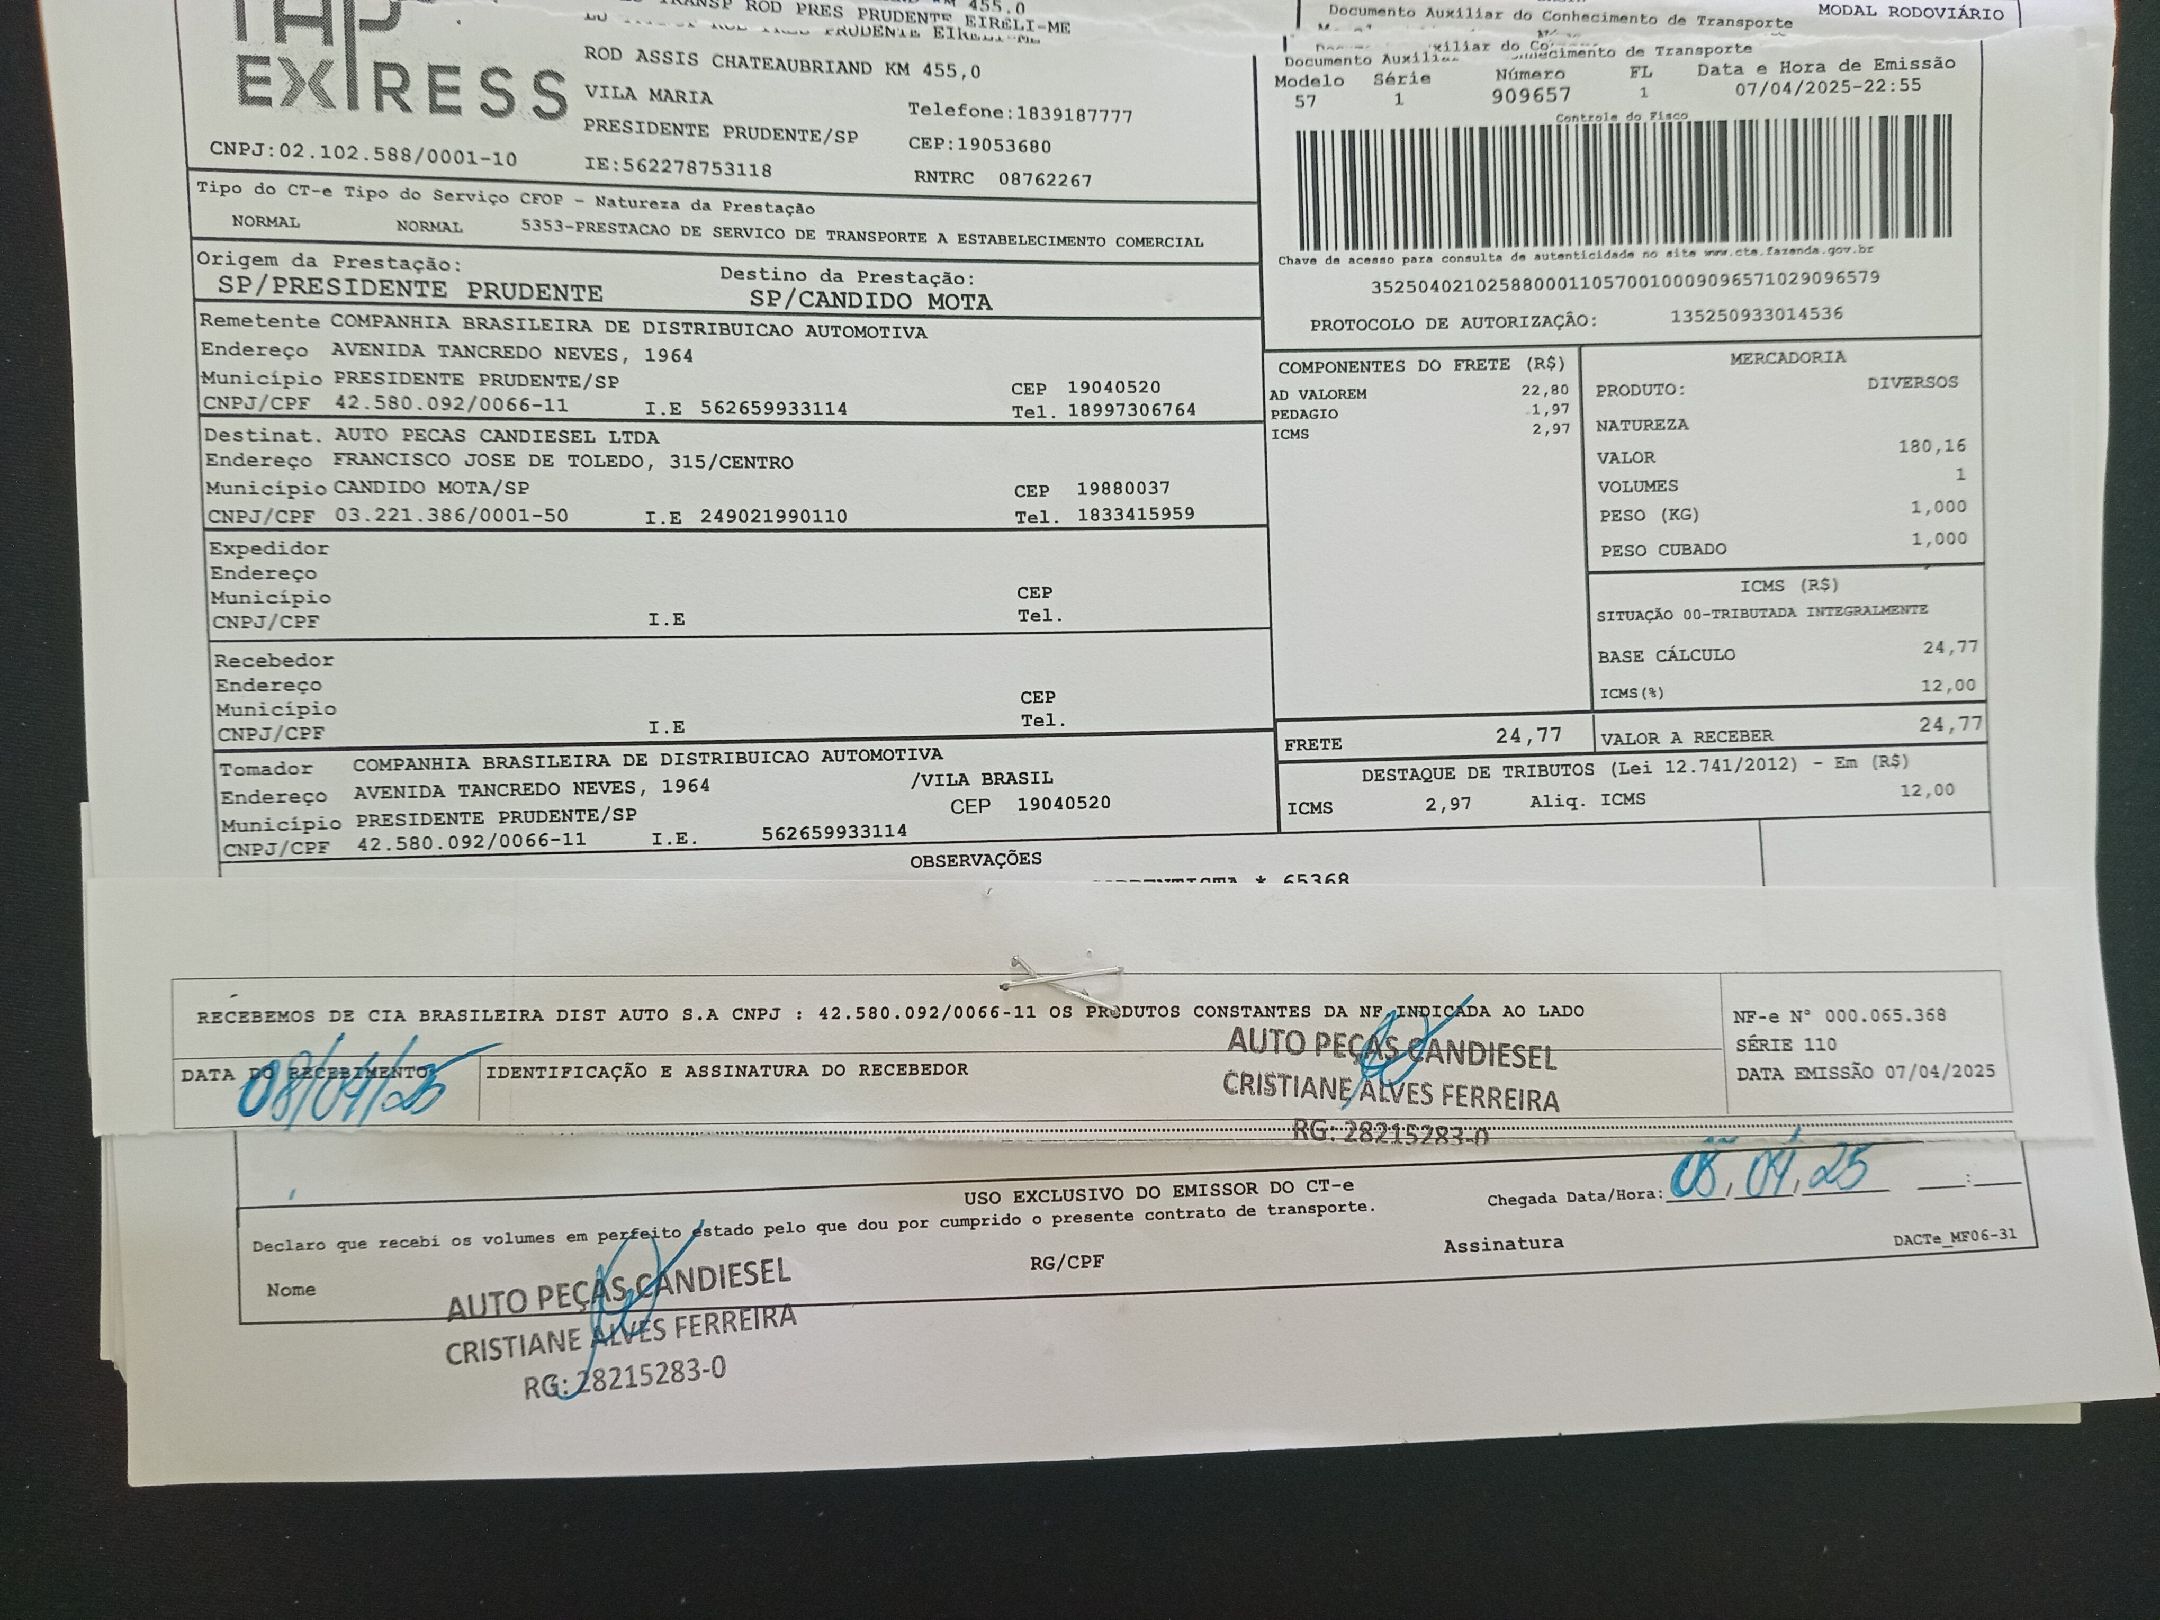 TRANSP ROD PRES PRUDENTE EIRELI-ME
ROD ASSIS CHATEAUBRIAND KM 455,0
VILA MARIA
PRESIDENTE PRUDENTE/SP
Telefone:1839187777
CEP:19053680
CNPJ:02.102.588/0001-10
IE:562278753118
RNTRC 08762267
EXPRESS
MODAL RODOVIÁRIO
Documento Auxiliar do Conhecimento de Transporte
Modelo Série Número FL Data e Hora de Emissão
57 1 909657 1 07/04/2025-22:55
Controle do Fisco
Chave de acesso para consulta de autenticidade no site www.cte.fazenda.gov.br
35250402102588000110570010009096571029096579
PROTOCOLO DE AUTORIZAÇÃO: 135250933014536
Tipo do CT-e Tipo do Serviço CFOP - Natureza da Prestação
NORMAL NORMAL 5353-PRESTACAO DE SERVICO DE TRANSPORTE A ESTABELECIMENTO COMERCIAL
Origem da Prestação: Destino da Prestação:
SP/PRESIDENTE PRUDENTE SP/CANDIDO MOTA
Remetente COMPANHIA BRASILEIRA DE DISTRIBUICAO AUTOMOTIVA
Endereço AVENIDA TANCREDO NEVES, 1964
Município PRESIDENTE PRUDENTE/SP CEP 19040520
CNPJ/CPF 42.580.092/0066-11 I.E 562659933114 Tel. 18997306764
Destinat. AUTO PECAS CANDIESEL LTDA
Endereço FRANCISCO JOSE DE TOLEDO, 315/CENTRO
Município CANDIDO MOTA/SP CEP 19880037
CNPJ/CPF 03.221.386/0001-50 I.E 249021990110 Tel. 1833415959
Expedidor
Endereço
Município CEP
CNPJ/CPF I.E Tel.
Recebedor
Endereço
Município CEP
CNPJ/CPF I.E Tel.
Tomador COMPANHIA BRASILEIRA DE DISTRIBUICAO AUTOMOTIVA
Endereço AVENIDA TANCREDO NEVES, 1964 /VILA BRASIL
Município PRESIDENTE PRUDENTE/SP CEP 19040520
CNPJ/CPF 42.580.092/0066-11 I.E. 562659933114
COMPONENTES DO FRETE (R$)
AD VALOREM 22,80
PEDAGIO 1,97
ICMS 2,97
MERCADORIA
PRODUTO: DIVERSOS
NATUREZA
VALOR 180,16
VOLUMES 1
PESO (KG) 1,000
PESO CUBADO 1,000
ICMS (R$)
SITUAÇÃO 00-TRIBUTADA INTEGRALMENTE
BASE CÁLCULO 24,77
ICMS(%) 12,00
FRETE 24,77 VALOR A RECEBER 24,77
DESTAQUE DE TRIBUTOS (Lei 12.741/2012) - Em (R$)
ICMS 2,97 Aliq. ICMS 12,00
OBSERVAÇÕES
* 65368
RECEBEMOS DE CIA BRASILEIRA DIST AUTO S.A CNPJ : 42.580.092/0066-11 OS PRODUTOS CONSTANTES DA NF INDICADA AO LADO
NF-e N° 000.065.368
SÉRIE 110
DATA EMISSÃO 07/04/2025
DATA DO RECEBIMENTO IDENTIFICAÇÃO E ASSINATURA DO RECEBEDOR
08/04/25
AUTO PEÇAS CANDIESEL
CRISTIANE ALVES FERREIRA
RG: 28215283-0
USO EXCLUSIVO DO EMISSOR DO CT-e
Declaro que recebi os volumes em perfeito estado pelo que dou por cumprido o presente contrato de transporte.
Chegada Data/Hora: 08,04,25 :
Nome RG/CPF Assinatura DACTe_MF06-31
AUTO PEÇAS CANDIESEL
CRISTIANE ALVES FERREIRA
RG: 28215283-0